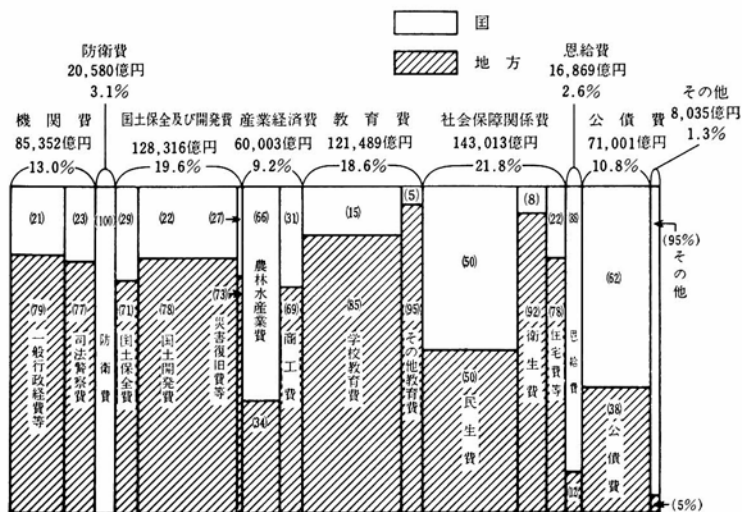 国
地方
防衛費
20,580億円
3.1%
恩給費
16,869億円
2.6%
その他
8,035億円
1.3%
機関費
85,352億円
13.0%
国土保全及び開発費
128,316億円
19.6%
産業経済費
60,003億円
9.2%
教育費
121,489億円
18.6%
社会保障関係費
143,013億円
21.8%
公債費
71,001億円
10.8%
(21)
(23)
(100)
(29)
(22)
(27)
(66)
(31)
(15)
(5)
(50)
(8)
(22)
(88)
(62)
(95%)
その他
(79)
一般行政経費等
(77)
司法警察費
防衛費
(71)
国土保全費
(78)
国土開発費
(73)
災害復旧費等
農林水産業費
(34)
(69)
商工費
(85)
学校教育費
(95)
その他教育費
(50)
民生費
(92)
衛生費
(78)
住宅費等
恩給費
(12)
(38)
公債費
(5%)